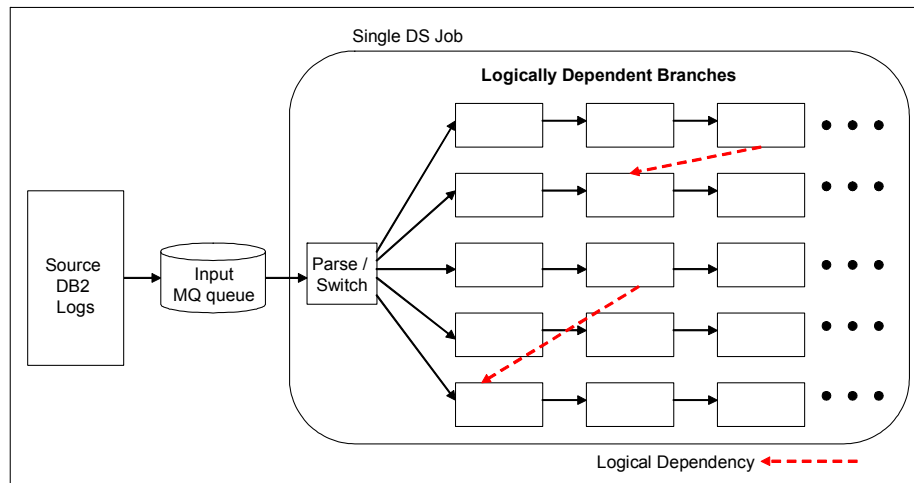 Single DS Job
Logically Dependent Branches
Source
DB2
Logs
Input
MQ queue
Parse /
Switch
Logical Dependency